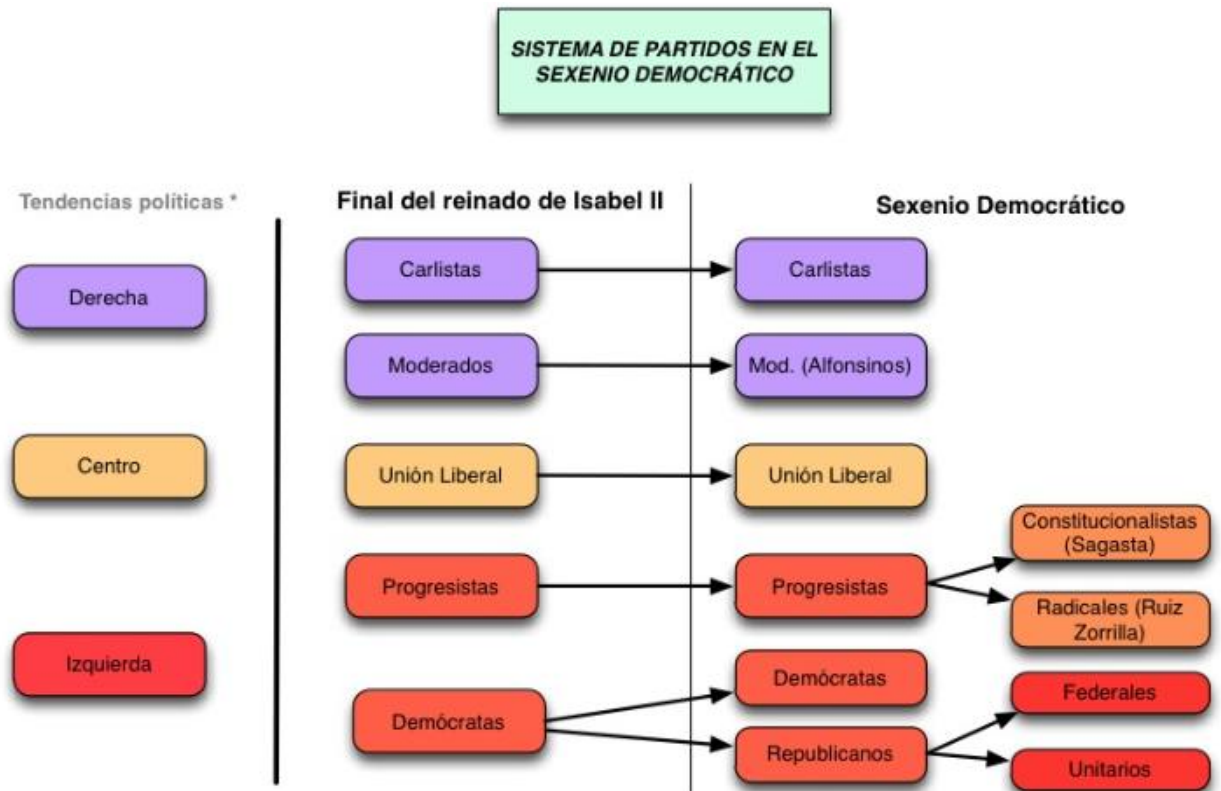 SISTEMA DE PARTIDOS EN EL
SEXENIO DEMOCRÁTICO
Tendencias políticas *
Final del reinado de Isabel II
Sexenio Democrático
Derecha
Carlistas
Carlistas
Moderados
Mod. (Alfonsinos)
Centro
Unión Liberal
Unión Liberal
Constitucionalistas
(Sagasta)
Progresistas
Progresistas
Radicales (Ruiz
Zorrilla)
Izquierda
Demócratas
Demócratas
Federales
Republicanos
Unitarios